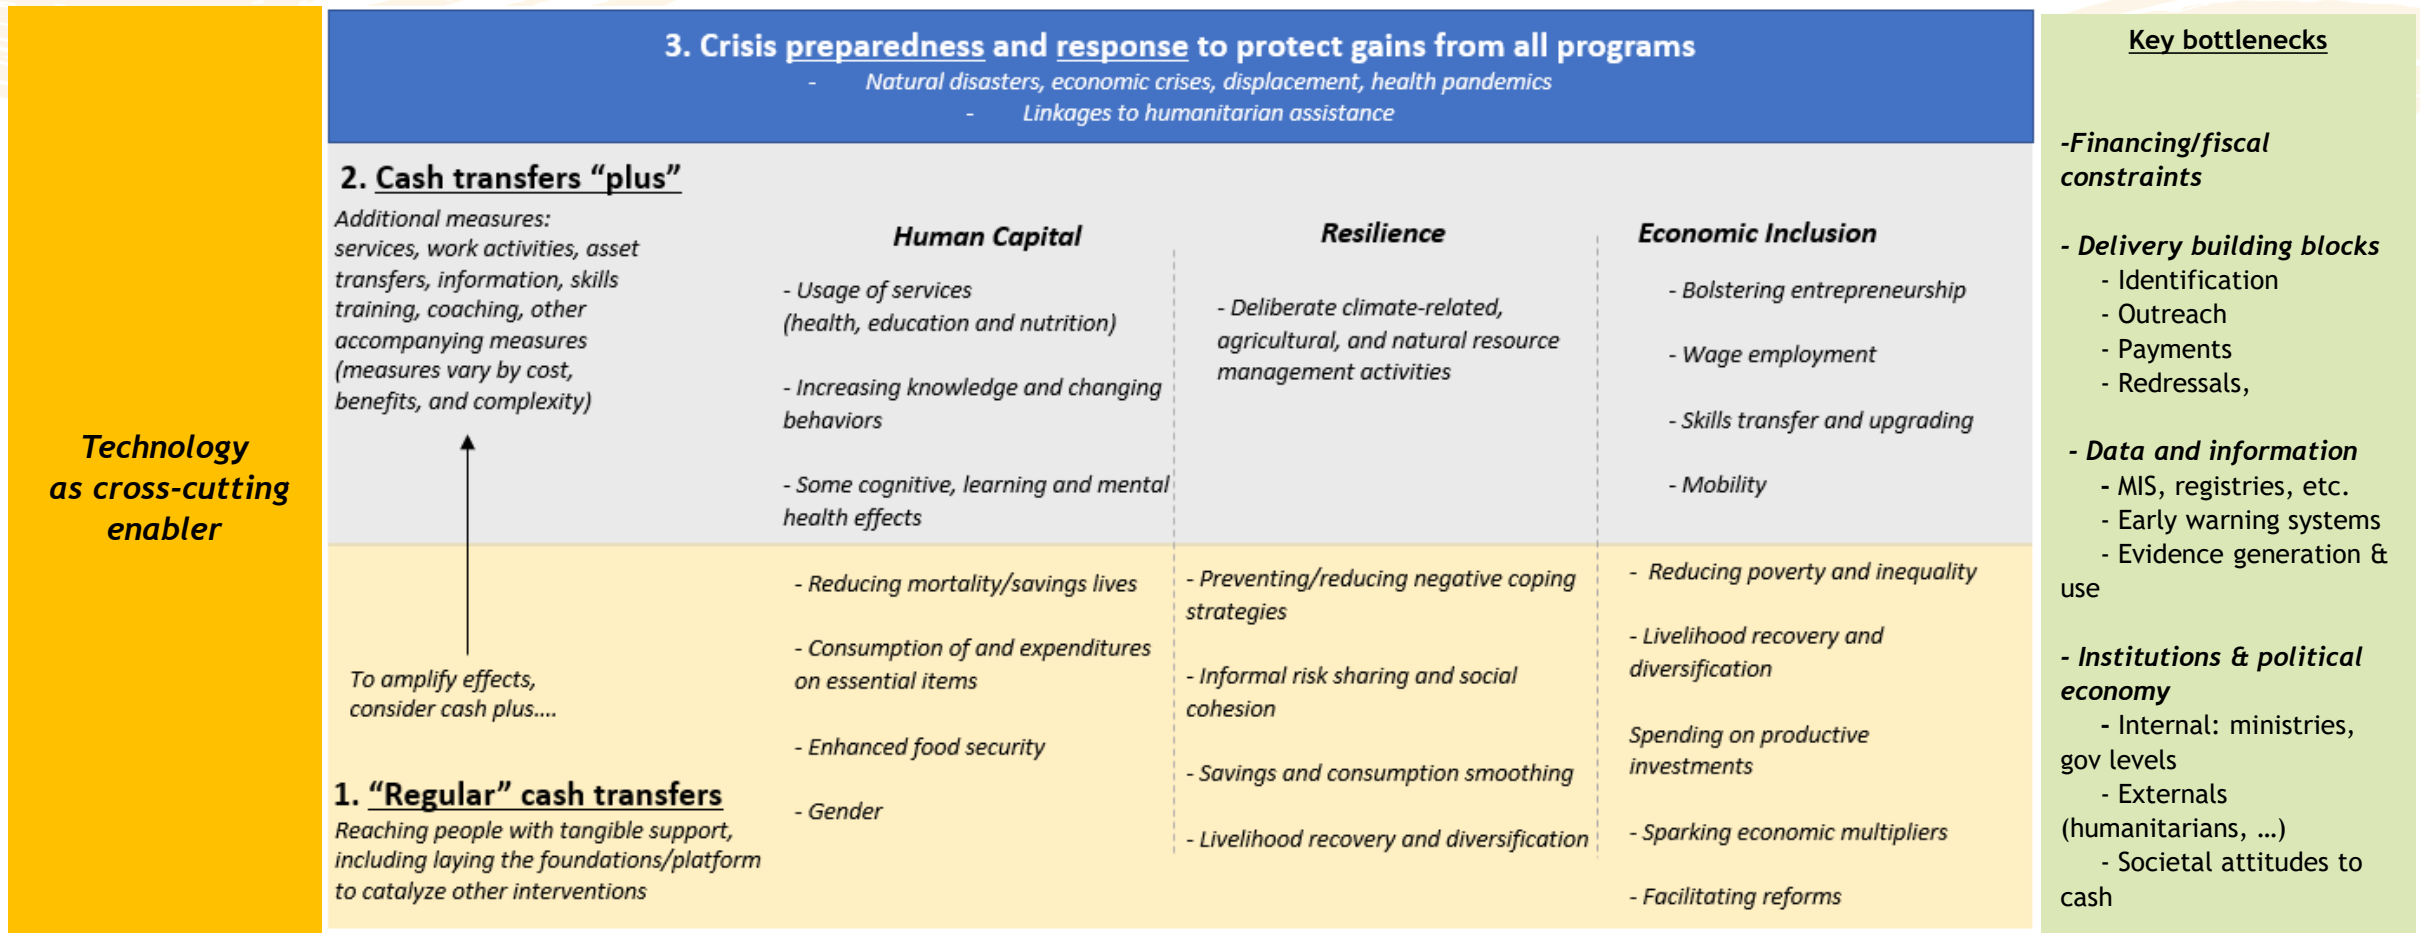 Technology
as cross-cutting
enabler
3. Crisis preparedness and response to protect gains from all programs
- Natural disasters, economic crises, displacement, health pandemics
- Linkages to humanitarian assistance
2. Cash transfers “plus”
Additional measures:
services, work activities, asset
transfers, information, skills
training, coaching, other
accompanying measures
(measures vary by cost,
benefits, and complexity)
To amplify effects,
consider cash plus....
1. “Regular” cash transfers
Reaching people with tangible support,
including laying the foundations/platform
to catalyze other interventions
Human Capital
- Usage of services
(health, education and nutrition)
- Increasing knowledge and changing
behaviors
- Some cognitive, learning and mental
health effects
- Reducing mortality/savings lives
- Consumption of and expenditures
on essential items
- Enhanced food security
- Gender
Resilience
- Deliberate climate-related,
agricultural, and natural resource
management activities
- Preventing/reducing negative coping
strategies
- Informal risk sharing and social
cohesion
- Savings and consumption smoothing
- Livelihood recovery and diversification
Economic Inclusion
- Bolstering entrepreneurship
- Wage employment
- Skills transfer and upgrading
- Mobility
- Reducing poverty and inequality
- Livelihood recovery and
diversification
Spending on productive
investments
- Sparking economic multipliers
- Facilitating reforms
Key bottlenecks
-Financing/fiscal
constraints
- Delivery building blocks
- Identification
- Outreach
- Payments
- Redressals,
- Data and information
- MIS, registries, etc.
- Early warning systems
- Evidence generation &
use
- Institutions & political
economy
- Internal: ministries,
gov levels
- Externals
(humanitarians, …)
- Societal attitudes to
cash